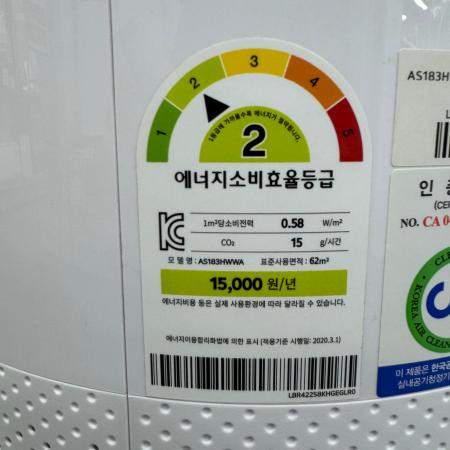 1
2
3
4
5
1등급에 가까울수록 에너지가 절약됩니다.
2
에너지소비효율등급
1m²당소비전력 0.58 W/m²
CO₂ 15 g/시간
모 델 명 : AS183HWWA 표준사용면적 : 62m²
15,000 원/년
에너지비용 등은 실제 사용환경에 따라 달라질 수 있습니다.
에너지이용합리화법에 의한 표시 (적용기준 시행일: 2020.3.1)
LBR42258KHGEGLR0
AS183H
인 증
(CER
NO. CA 0
CLE
KOREA AIR CLEAN
이 제품은 한국공
실내공기청정기